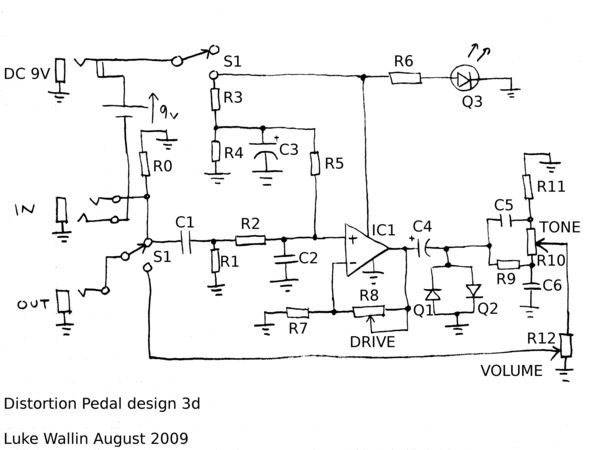 DC 9V
S1
R6
Q3
R3
9v
R4
+
C3
R0
R5
R11
IN
C5
TONE
C1
R2
IC1
C4
+
+
-
S1
R1
C2
R9
R10
C6
OUT
R8
Q1
Q2
R7
DRIVE
R12
VOLUME
Distortion Pedal design 3d
Luke Wallin August 2009